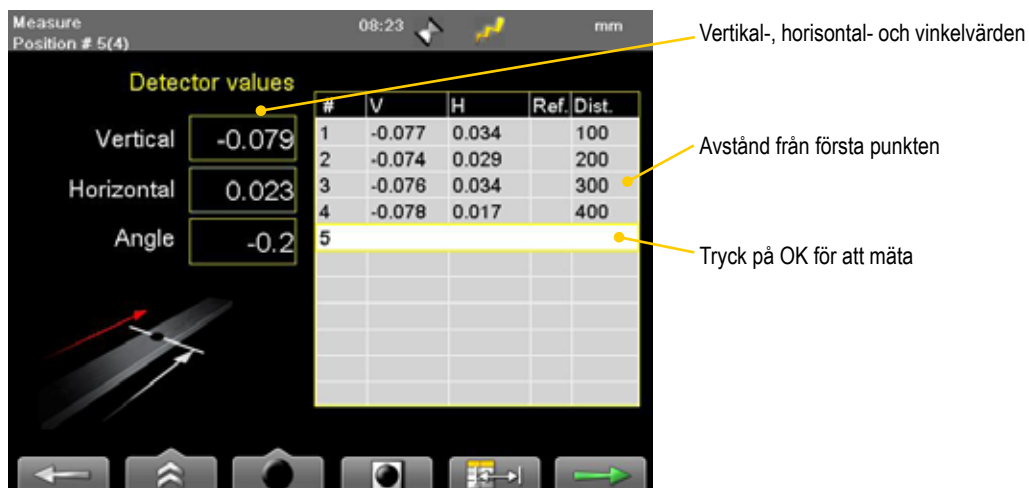 Measure 08:23 mm
Position # 5(4)
Vertikal-, horisontal- och vinkelvärden
Detector values
# V H Ref. Dist.
Vertical -0.079
Horizontal 0.023
Angle -0.2
1 -0.077 0.034 100
2 -0.074 0.029 200
3 -0.076 0.034 300
4 -0.078 0.017 400
5
Avstånd från första punkten
Tryck på OK för att mäta